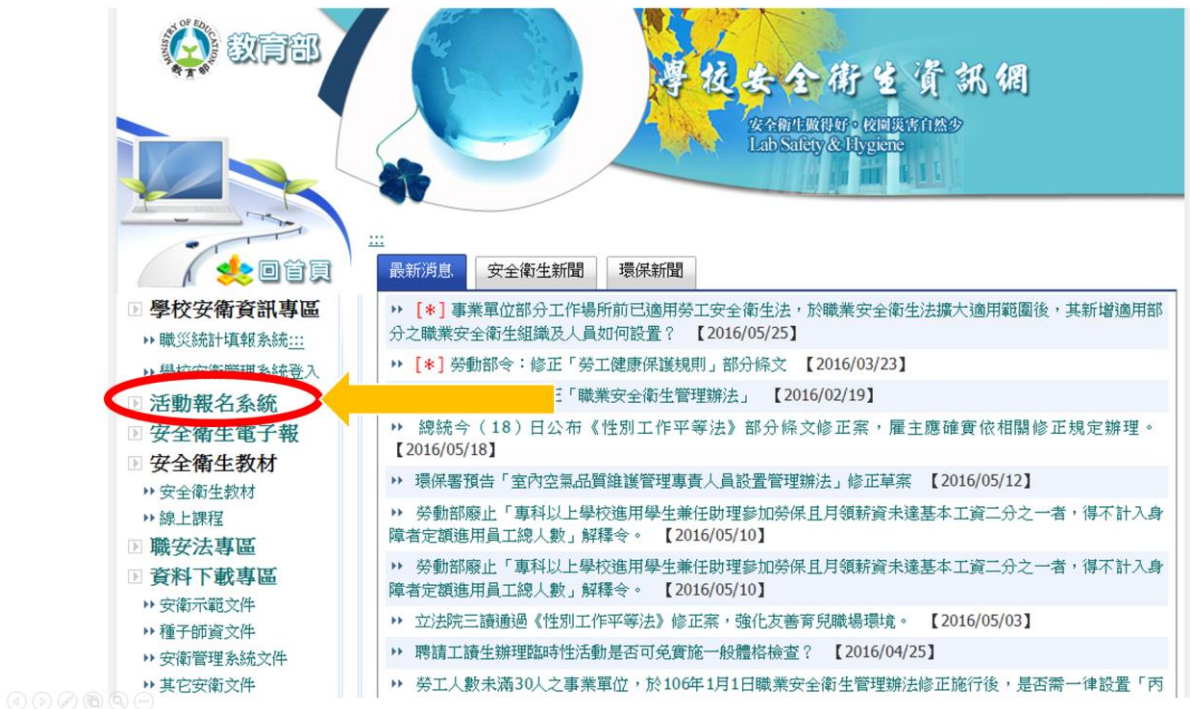 MINISTRY OF EDUCATION
教育部
教育部
學校安全衛生資訊網
安全衛生做得好，校園災害自然少
Lab Safety & Hygiene
回首頁
:::
最新消息
安全衛生新聞
環保新聞
學校安衛資訊專區
職災統計填報系統:::
學校安衛管理系統登入
活動報名系統
安全衛生電子報
安全衛生教材
安全衛生教材
線上課程
職安法專區
資料下載專區
安衛示範文件
種子師資文件
安衛管理系統文件
其它安衛文件
[*] 事業單位部分工作場所前已適用勞工安全衛生法，於職業安全衛生法擴大適用範圍後，其新增適用部
分之職業安全衛生組織及人員如何設置？ 【2016/05/25】
[*] 勞動部令：修正「勞工健康保護規則」部分條文 【2016/03/23】
「職業安全衛生管理辦法」 【2016/02/19】
總統今（18）日公布《性別工作平等法》部分條文修正案，雇主應確實依相關修正規定辦理。
【2016/05/18】
環保署預告「室內空氣品質維護管理專責人員設置管理辦法」修正草案 【2016/05/12】
勞動部廢止「專科以上學校進用學生兼任助理參加勞保且月領薪資未達基本工資二分之一者，得不計入身
障者定額進用員工總人數」解釋令。 【2016/05/10】
勞動部廢止「專科以上學校進用學生兼任助理參加勞保且月領薪資未達基本工資二分之一者，得不計入身
障者定額進用員工總人數」解釋令。 【2016/05/10】
立法院三讀通過《性別工作平等法》修正案，強化友善育兒職場環境。 【2016/05/03】
聘請工讀生辦理臨時性活動是否可免實施一般體格檢查？ 【2016/04/25】
勞工人數未滿30人之事業單位，於106年1月1日職業安全衛生管理辦法修正施行後，是否需一律設置「丙